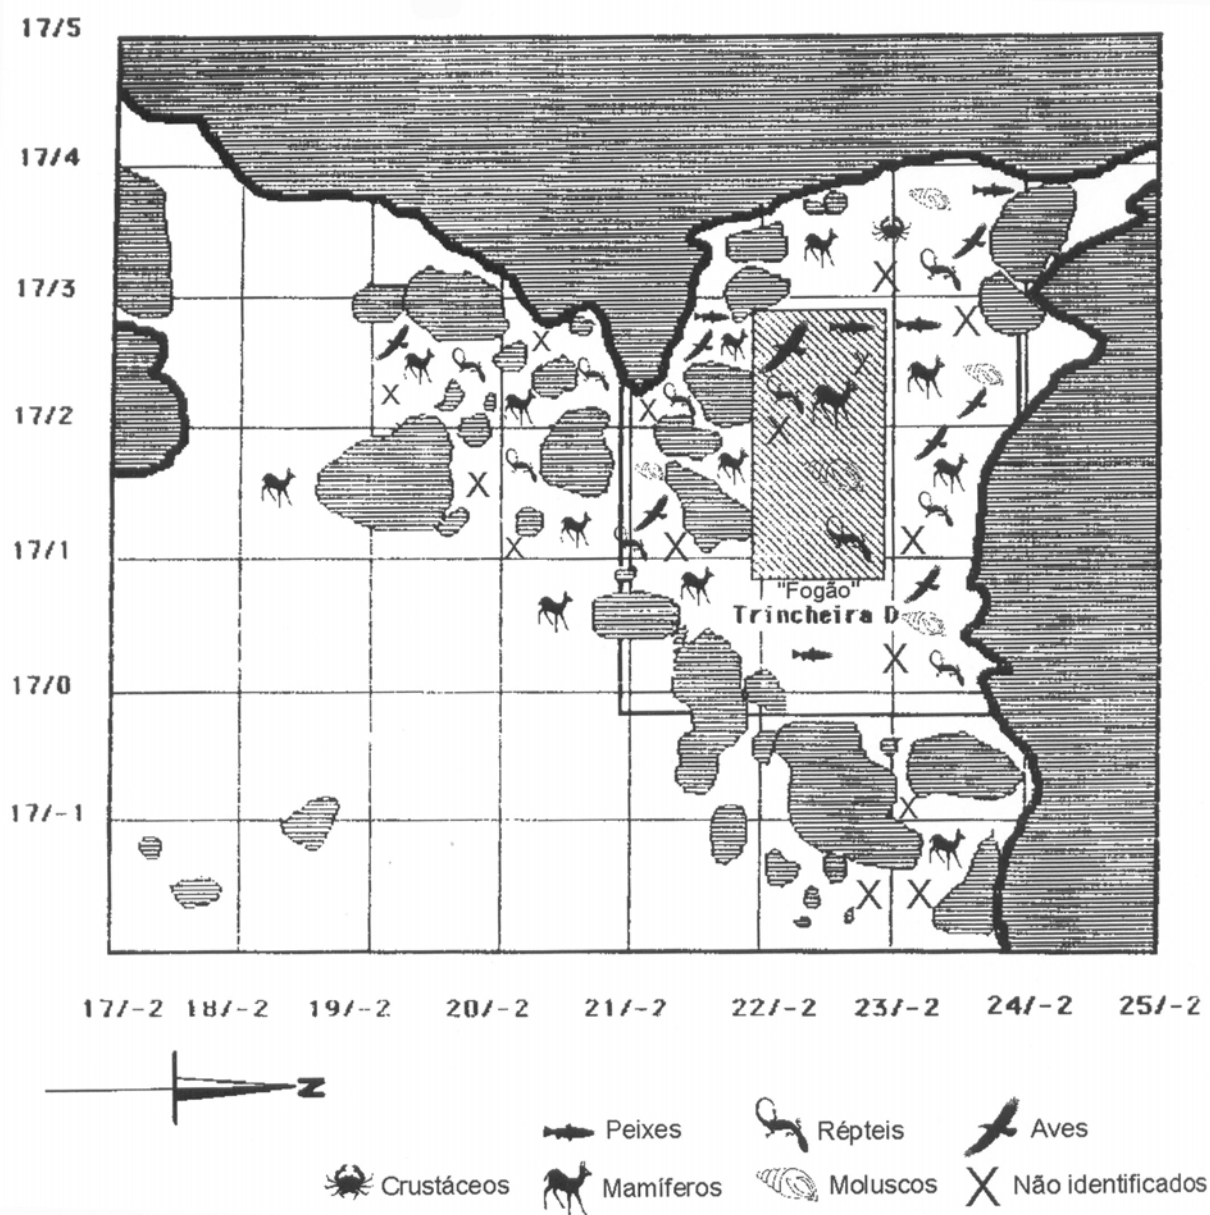 17/5
17/4
17/3
17/2
17/1
"Fogão"
Trincheira D
17/0
17/-1
17/-2 18/-2 19/-2 20/-2 21/-2 22/-2 23/-2 24/-2 25/-2
N
Peixes Répteis Aves
Crustáceos Mamíferos Moluscos Não identificados